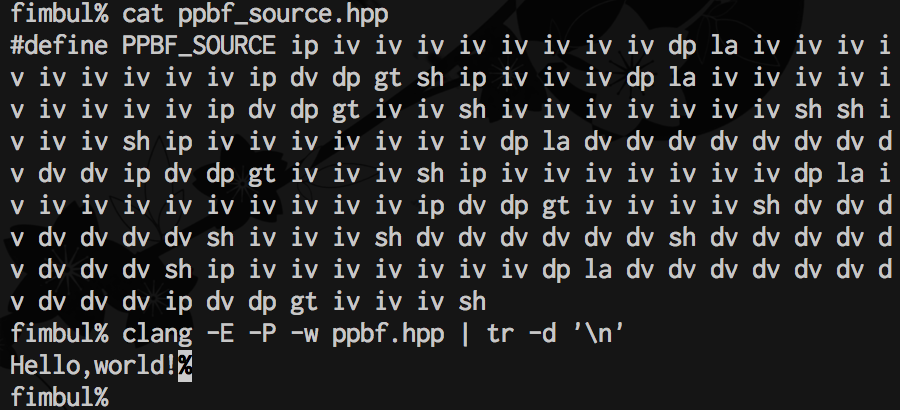 fimbul% cat ppbf_source.hpp
#define PPBF_SOURCE ip iv iv iv iv iv iv iv iv dp la iv iv iv i
v iv iv iv iv iv ip dv dp gt sh ip iv iv iv dp la iv iv iv iv i
v iv iv iv iv ip dv dp gt iv iv sh iv iv iv iv iv iv iv sh sh i
v iv iv sh ip iv iv iv iv iv iv iv dp la dv dv dv dv dv dv dv d
v dv dv ip dv dp gt iv iv iv sh ip iv iv iv iv iv iv iv dp la i
v iv iv iv iv iv iv iv iv iv ip dv dp gt iv iv iv iv sh dv dv d
v dv dv dv dv sh iv iv iv sh dv dv dv dv dv dv sh dv dv dv dv d
v dv dv dv sh ip iv iv iv iv iv iv iv dp la dv dv dv dv dv dv d
v dv dv dv ip dv dp gt iv iv iv sh
fimbul% clang -E -P -w ppbf.hpp | tr -d '\n'
Hello,world!%
fimbul%